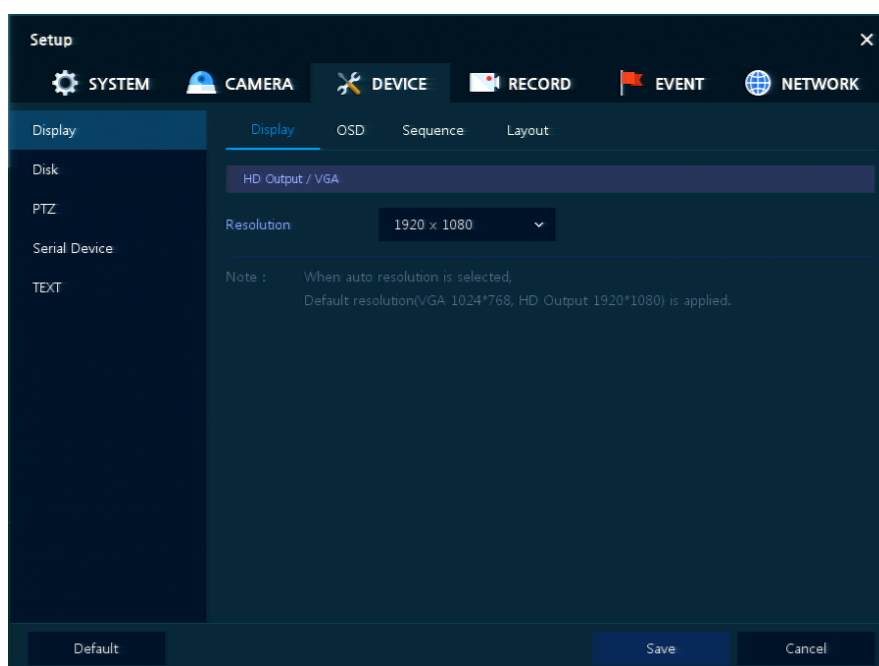 Setup
SYSTEM CAMERA DEVICE RECORD EVENT NETWORK
Display
Disk
PTZ
Serial Device
TEXT
Display OSD Sequence Layout
HD Output / VGA
Resolution 1920 x 1080
Note : When auto resolution is selected,
Default resolution(VGA 1024*768, HD Output 1920*1080) is applied.
Default Save Cancel